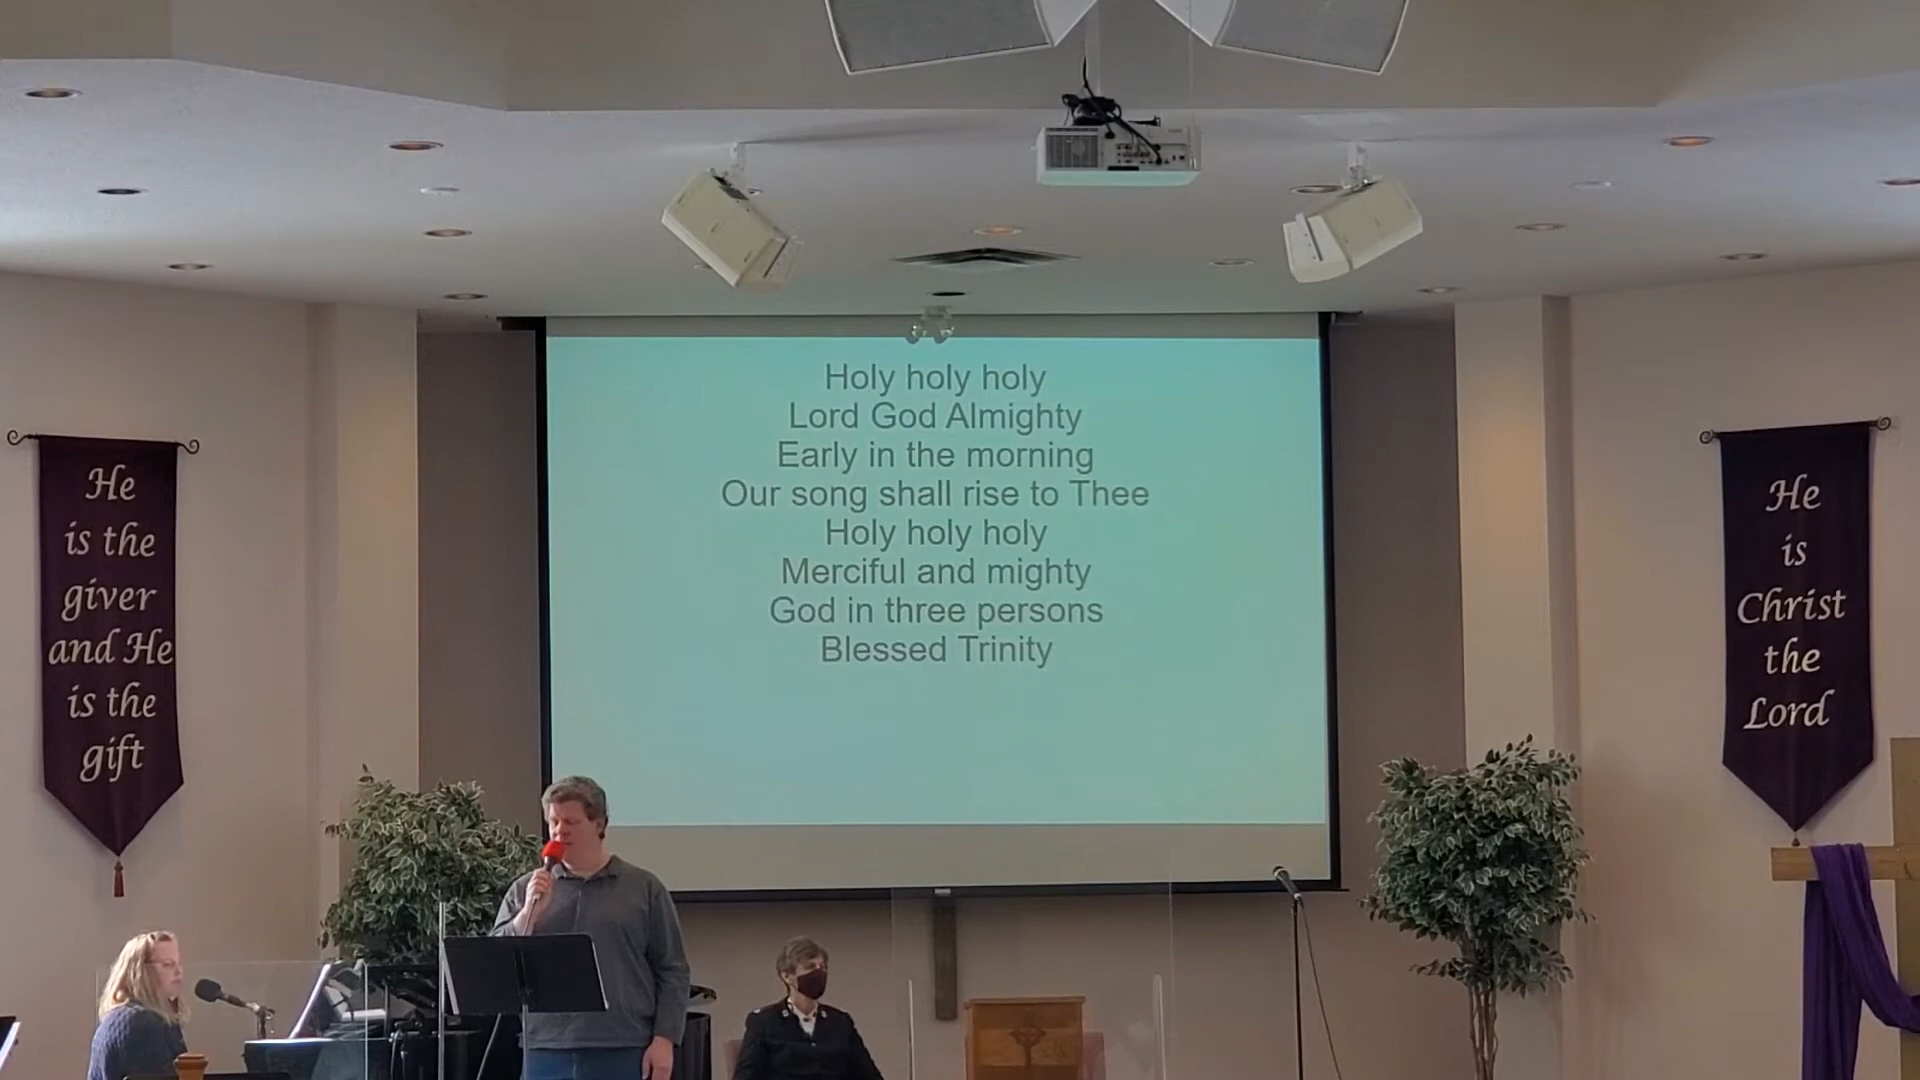 He
is the
giver
and He
is the
gift
Holy holy holy
Lord God Almighty
Early in the morning
Our song shall rise to Thee
Holy holy holy
Merciful and mighty
God in three persons
Blessed Trinity
He
is
Christ
the
Lord